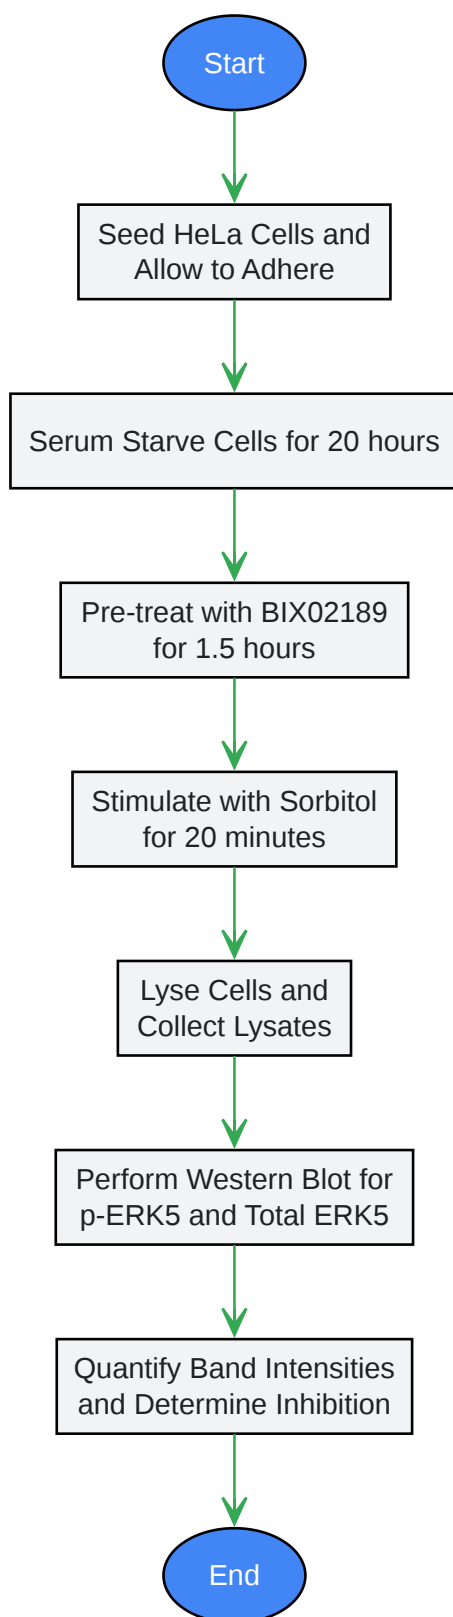 Start
Seed HeLa Cells and
Allow to Adhere
Serum Starve Cells for 20 hours
Pre-treat with BIX02189
for 1.5 hours
Stimulate with Sorbitol
for 20 minutes
Lyse Cells and
Collect Lysates
Perform Western Blot for
p-ERK5 and Total ERK5
Quantify Band Intensities
and Determine Inhibition
End